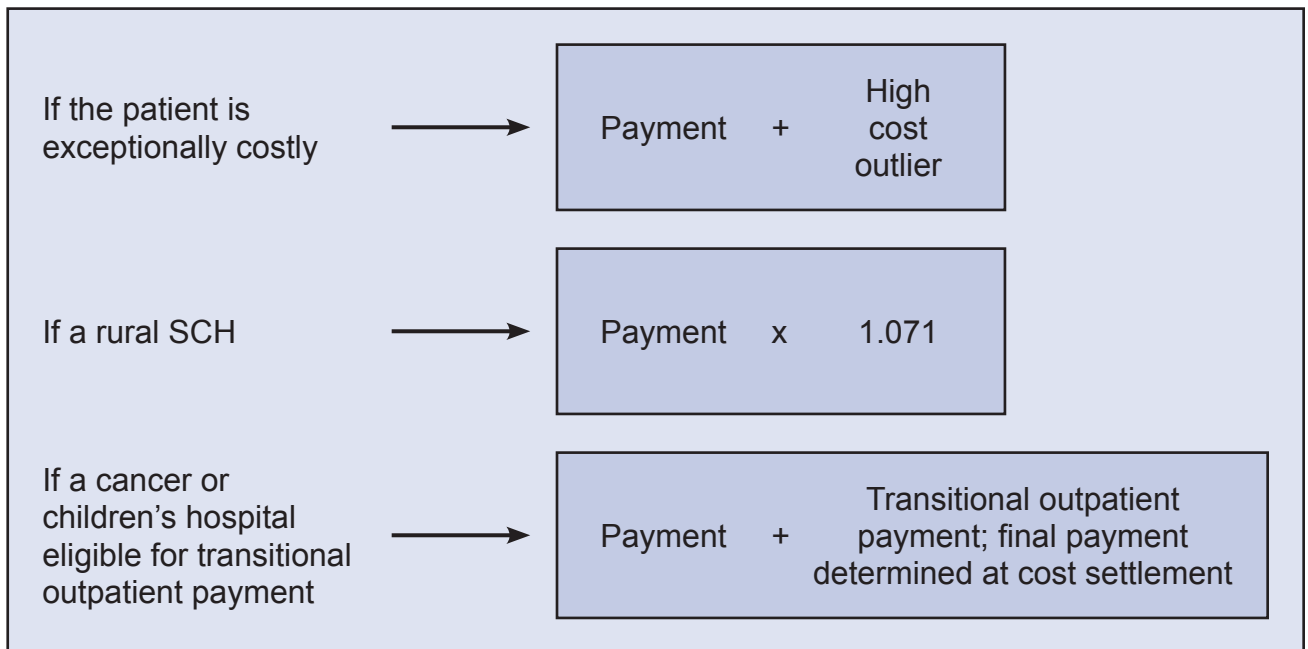 If the patient is
exceptionally costly
Payment + High
cost
outlier
If a rural SCH
Payment x 1.071
If a cancer or
children’s hospital
eligible for transitional
outpatient payment
Payment + Transitional outpatient
payment; final payment
determined at cost settlement